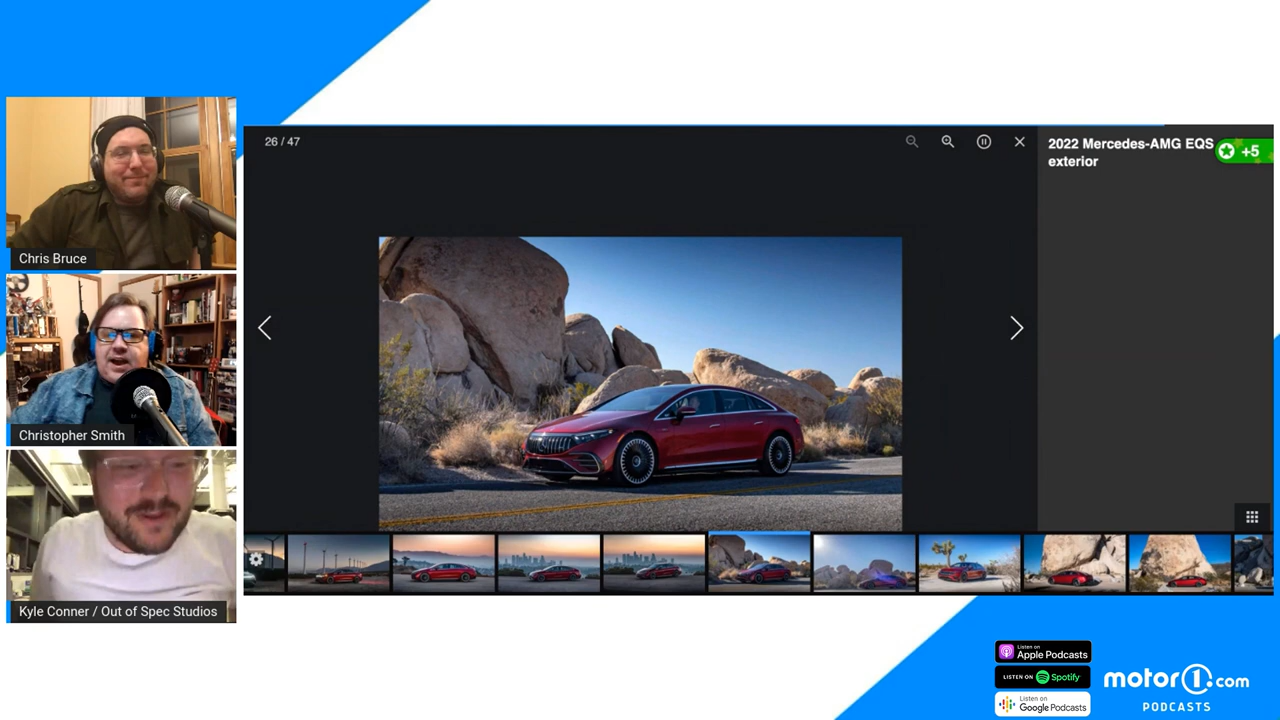 Chris Bruce
Christopher Smith
Kyle Conner / Out of Spec Studios
26 / 47
2022 Mercedes-AMG EQS
exterior
+5
Listen on
Apple Podcasts
LISTEN ON Spotify
Listen on
Google Podcasts
motor1.com
PODCASTS